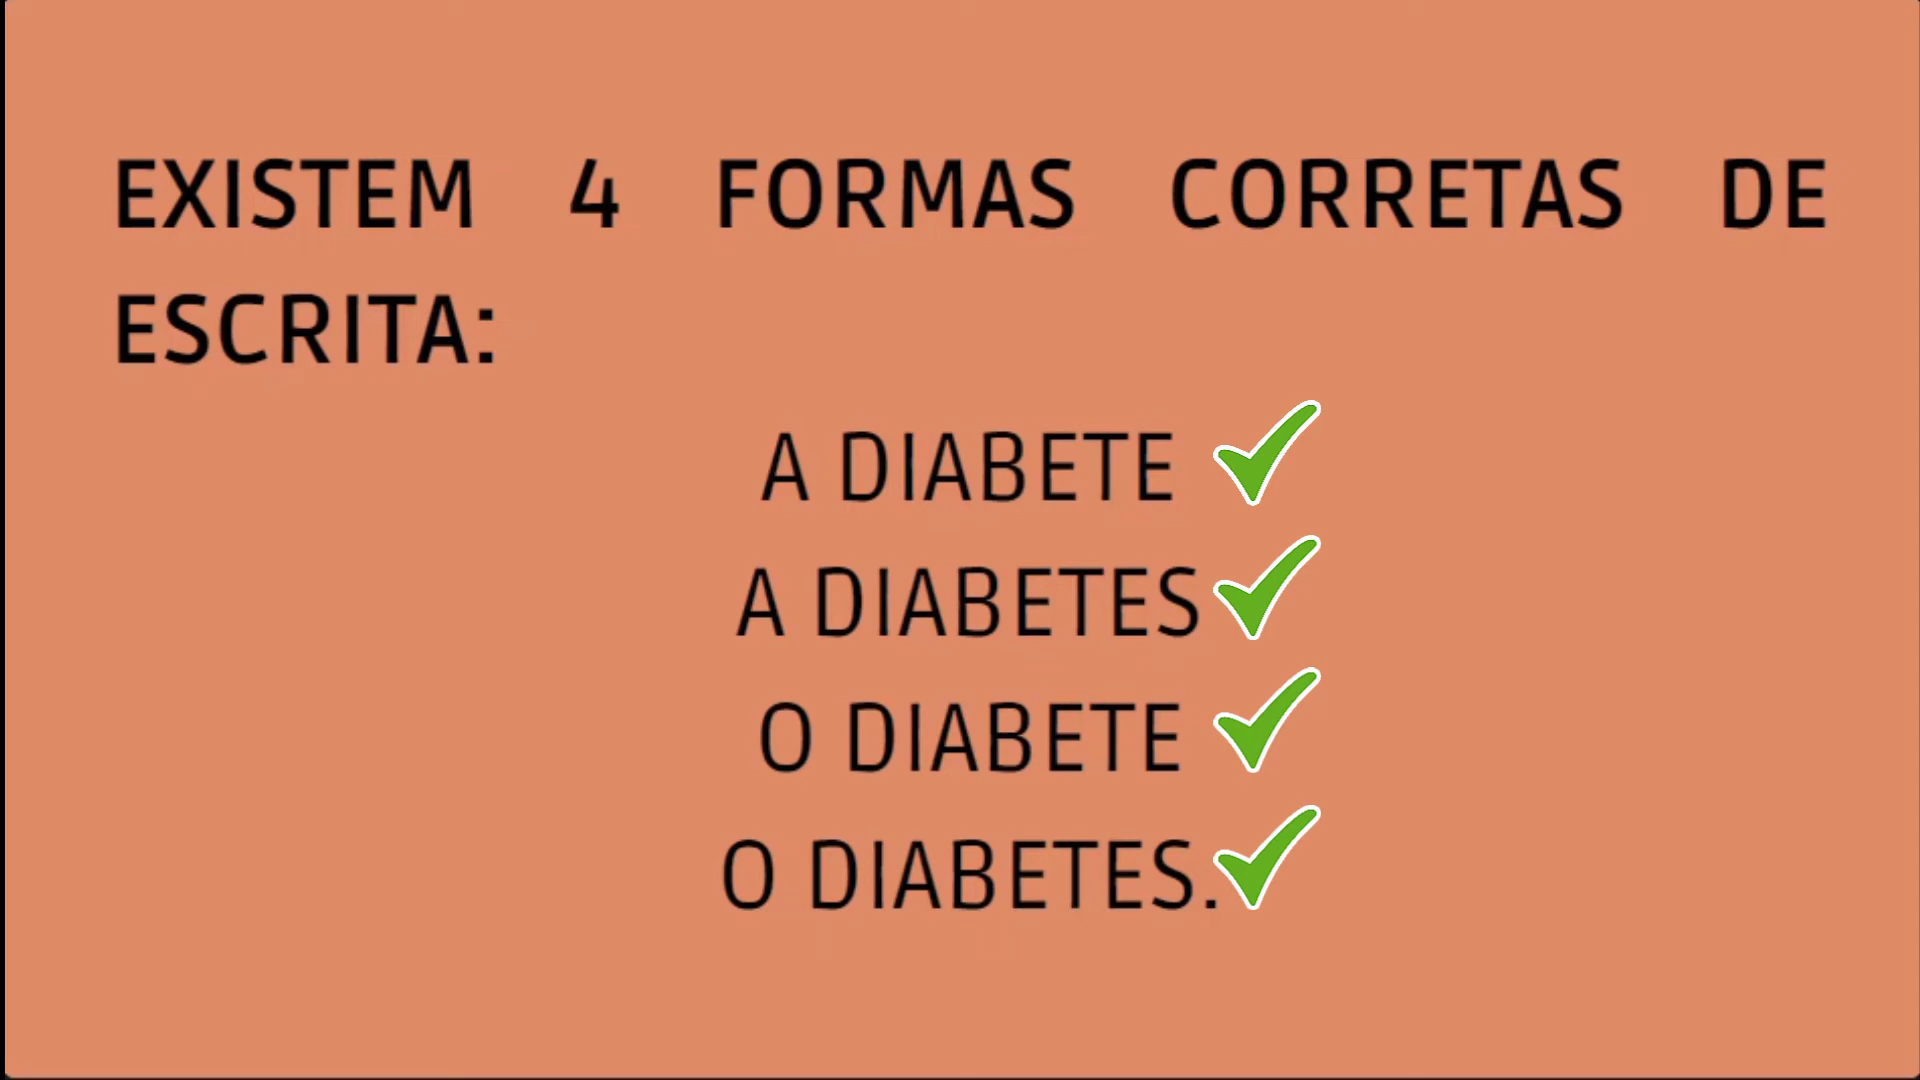 EXISTEM 4 FORMAS CORRETAS DE
ESCRITA:
A DIABETE
A DIABETES
O DIABETE
O DIABETES.